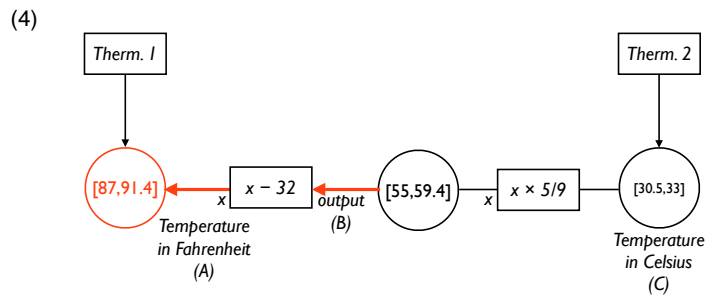 (4)
Therm. 1
Therm. 2
[87,91.4]
x
x − 32
output
(B)
[55,59.4]
x
x × 5/9
[30.5,33]
Temperature
in Fahrenheit
(A)
Temperature
in Celsius
(C)